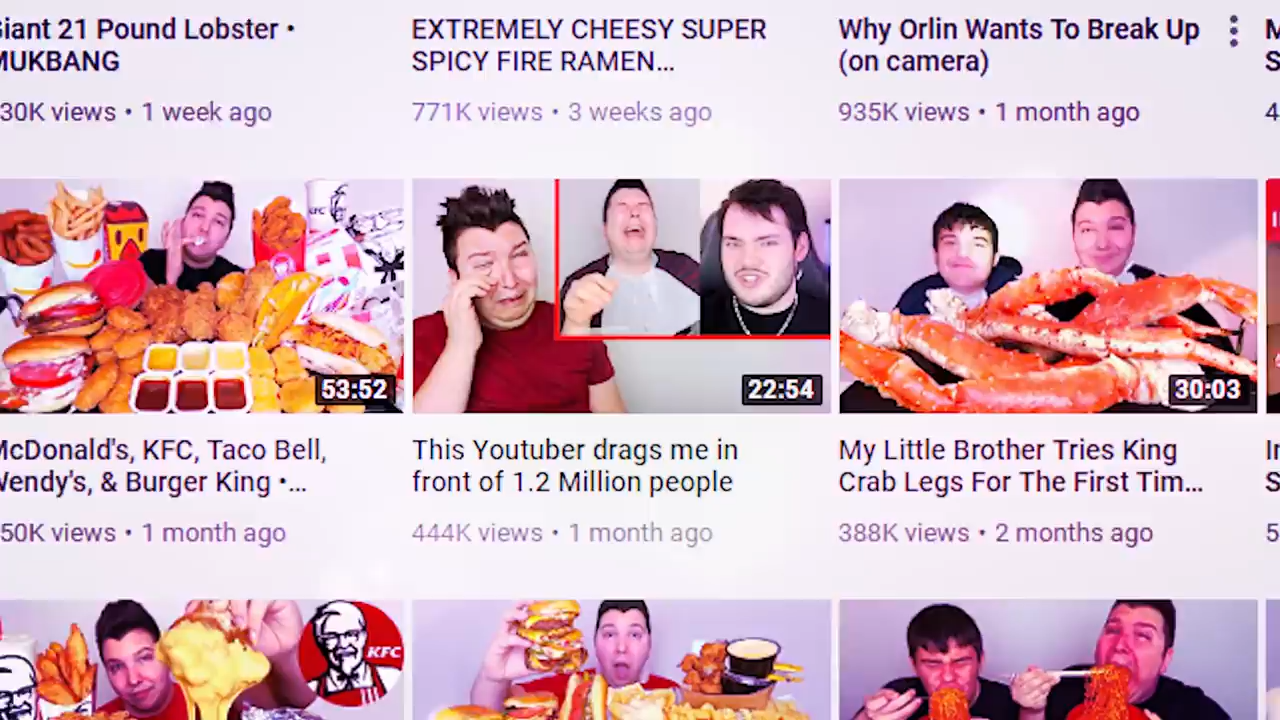 Giant 21 Pound Lobster •
MUKBANG
30K views • 1 week ago
EXTREMELY CHEESY SUPER
SPICY FIRE RAMEN...
771K views • 3 weeks ago
Why Orlin Wants To Break Up
(on camera)
935K views • 1 month ago
53:52
22:54
30:03
McDonald's, KFC, Taco Bell,
Wendy's, & Burger King •...
50K views • 1 month ago
This Youtuber drags me in
front of 1.2 Million people
444K views • 1 month ago
My Little Brother Tries King
Crab Legs For The First Tim...
388K views • 2 months ago
KFC